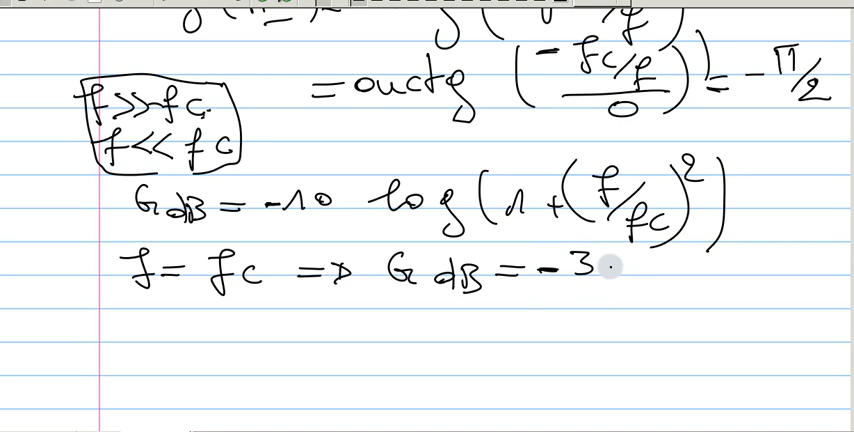 = arctg (- fc/f / 0) = - π/2
f >> fc
f << fc
GdB = -10 log (1 + (f/fc)²)
f = fc => GdB = -3